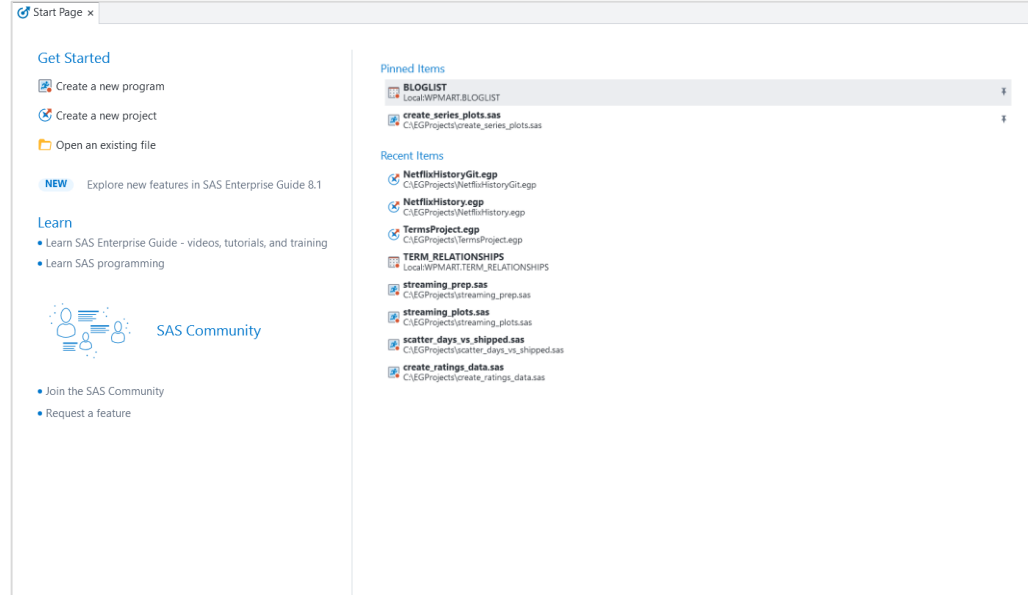 Start Page ×
Get Started
Create a new program
Create a new project
Open an existing file
NEW Explore new features in SAS Enterprise Guide 8.1
Learn
• Learn SAS Enterprise Guide - videos, tutorials, and training
• Learn SAS programming
SAS Community
• Join the SAS Community
• Request a feature
Pinned Items
BLOGLIST
Local:WPMART.BLOGLIST
create_series_plots.sas
C:\EGProjects\create_series_plots.sas
Recent Items
NetflixHistoryGit.egp
C:\EGProjects\NetflixHistoryGit.egp
NetflixHistory.egp
C:\EGProjects\NetflixHistory.egp
TermsProject.egp
C:\EGProjects\TermsProject.egp
TERM_RELATIONSHIPS
Local:WPMART.TERM_RELATIONSHIPS
streaming_prep.sas
C:\EGProjects\streaming_prep.sas
streaming_plots.sas
C:\EGProjects\streaming_plots.sas
scatter_days_vs_shipped.sas
C:\EGProjects\scatter_days_vs_shipped.sas
create_ratings_data.sas
C:\EGProjects\create_ratings_data.sas